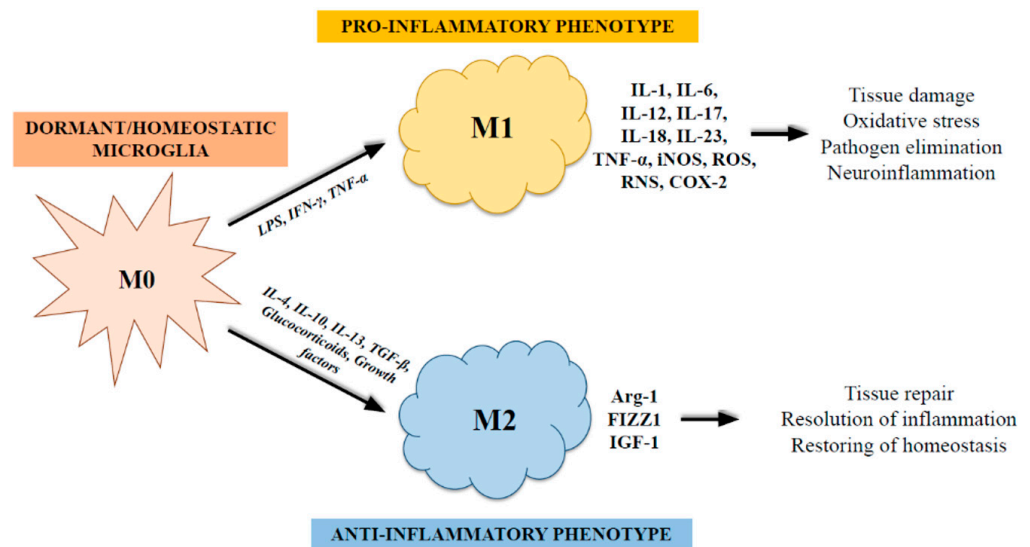 PRO-INFLAMMATORY PHENOTYPE
DORMANT/HOMEOSTATIC
MICROGLIA
M0
LPS, IFN-γ, TNF-α
M1
IL-1, IL-6,
IL-12, IL-17,
IL-18, IL-23,
TNF-α, iNOS, ROS,
RNS, COX-2
Tissue damage
Oxidative stress
Pathogen elimination
Neuroinflammation
IL-4, IL-10, IL-13, TGF-β,
Glucocorticoids, Growth
factors
M2
Arg-1
FIZZ1
IGF-1
Tissue repair
Resolution of inflammation
Restoring of homeostasis
ANTI-INFLAMMATORY PHENOTYPE